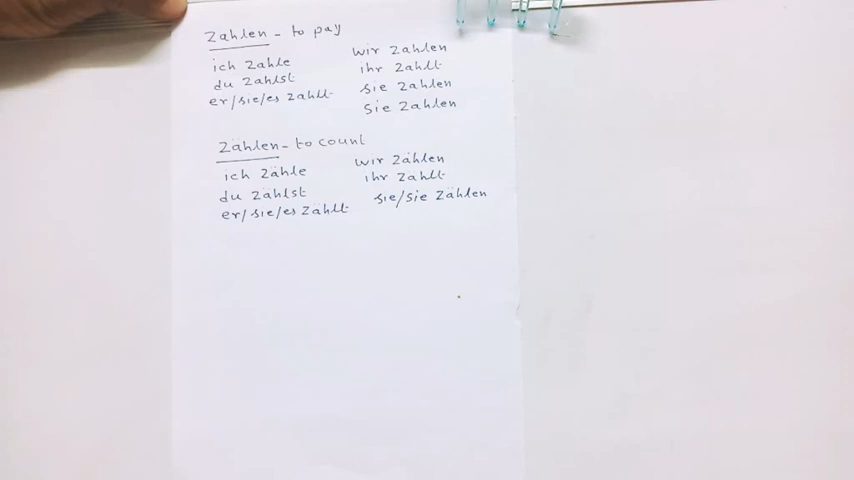 Zahlen - to pay
ich Zahle
du Zahlst
er/sie/es Zahlt
wir Zahlen
ihr Zahlt
sie Zahlen
Sie Zahlen
Zählen - to count
ich Zähle
du Zählst
er/sie/es Zählt
wir Zählen
ihr Zählt
sie/Sie Zählen